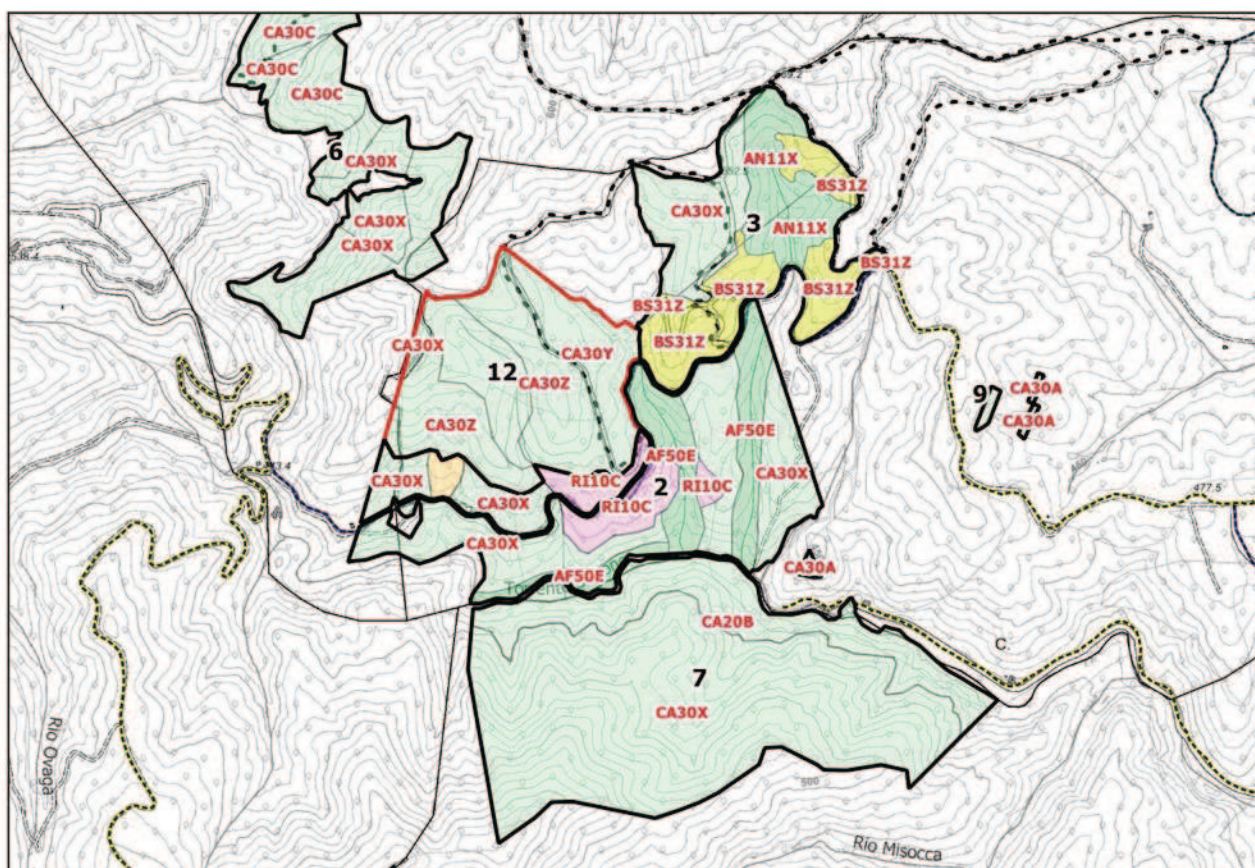 CA30C
CA30C
CA30C
600
6
CA30X
AN11X
BS31Z
CA30X
CA30X
3
AN11X
CA30X
BS31Z
BS31Z
BS31Z
BS31Z
BS31Z
CA30X
CA30Y
12
CA30Z
9
CA30A
CA30A
CA30Z
AF50E
AF50E
CA30X
CA30X
RI10C
2
RI10C
477.5
CA30X
RI10C
CA30X
AF50E
CA30A
CA20B
C.
7
CA30X
Rio Ovaga
500
Rio Misocca